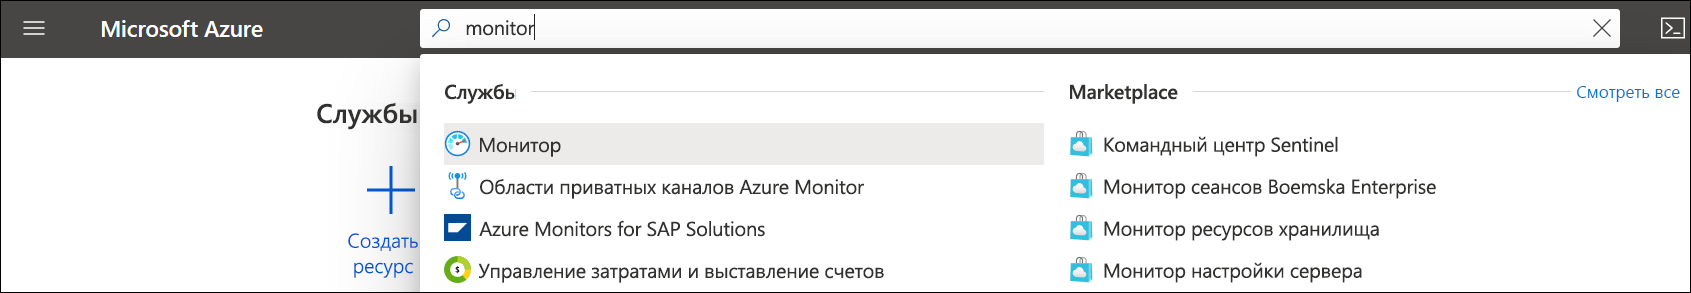 Microsoft Azure
monitor
Службы
Создать
ресурс
Службы
Монитор
Области приватных каналов Azure Monitor
Azure Monitors for SAP Solutions
Управление затратами и выставление счетов
Marketplace
Смотреть все
Командный центр Sentinel
Монитор сеансов Boemska Enterprise
Монитор ресурсов хранилища
Монитор настройки сервера